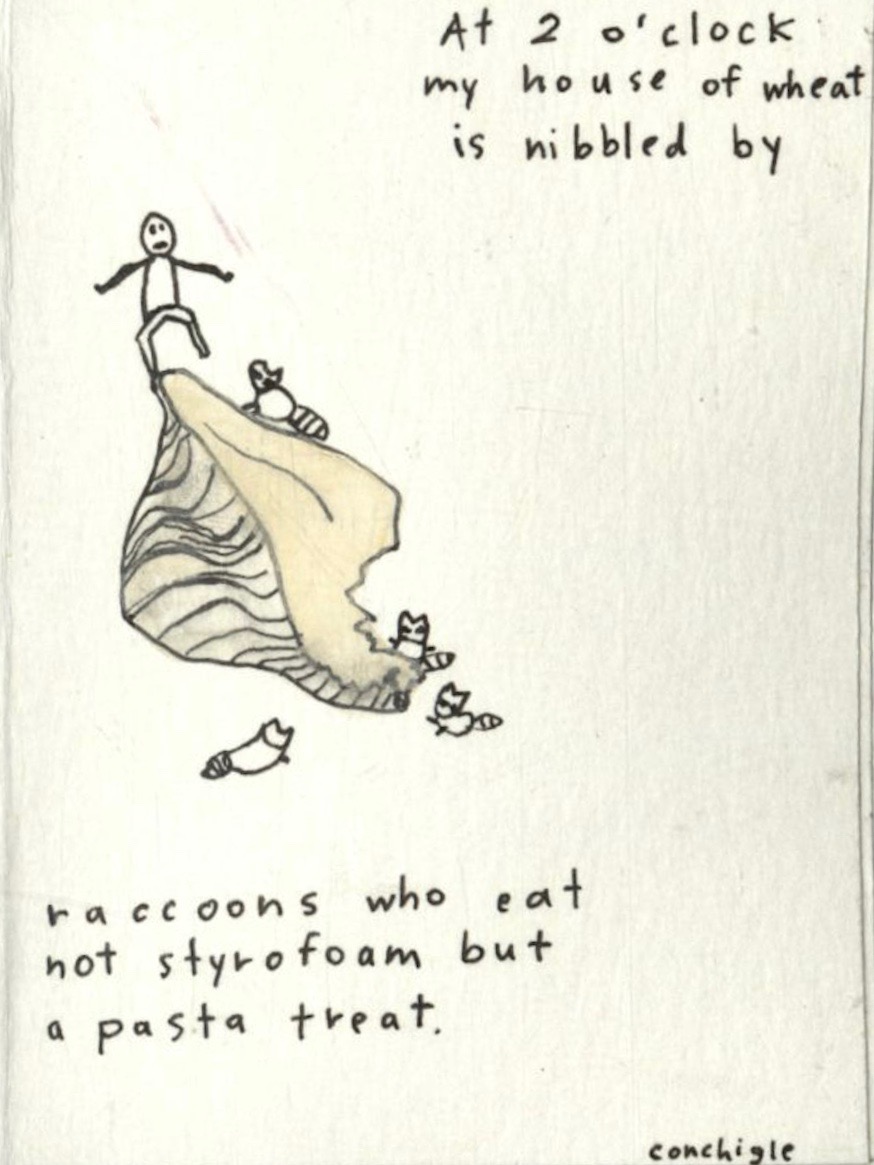 At 2 o'clock
my house of wheat
is nibbled by
raccoons who eat
not styrofoam but
a pasta treat.
conchigle